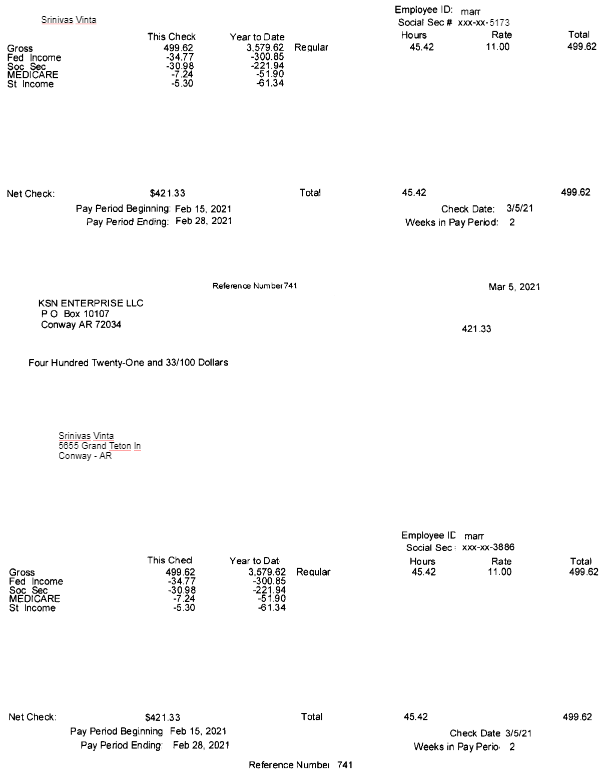 Srinivas Vinta
Employee ID: marr
Social Sec # xxx-xx-5173
This Check Year to Date Hours Rate Total
Gross 499.62 3,579.62 Regular 45.42 11.00 499.62
Fed Income -34.77 -300.85
Soc Sec -30.98 -221.94
MEDICARE -7.24 -51.90
St Income -5.30 -61.34
Net Check: $421.33 Total 45.42 499.62
Pay Period Beginning: Feb 15, 2021 Check Date: 3/5/21
Pay Period Ending: Feb 28, 2021 Weeks in Pay Period: 2
Reference Number 741 Mar 5, 2021
KSN ENTERPRISE LLC
P O Box 10107
Conway AR 72034
421.33
Four Hundred Twenty-One and 33/100 Dollars
Srinivas Vinta
5655 Grand Teton ln
Conway - AR
Employee ID marr
Social Sec : xxx-xx-3886
This Ched Year to Dat Hours Rate Total
Gross 499.62 3,579.62 Regular 45.42 11.00 499.62
Fed Income -34.77 -300.85
Soc Sec -30.98 -221.94
MEDICARE -7.24 -51.90
St Income -5.30 -61.34
Net Check: $421.33 Total 45.42 499.62
Pay Period Beginning Feb 15, 2021 Check Date 3/5/21
Pay Period Ending: Feb 28, 2021 Weeks in Pay Perio 2
Reference Number 741